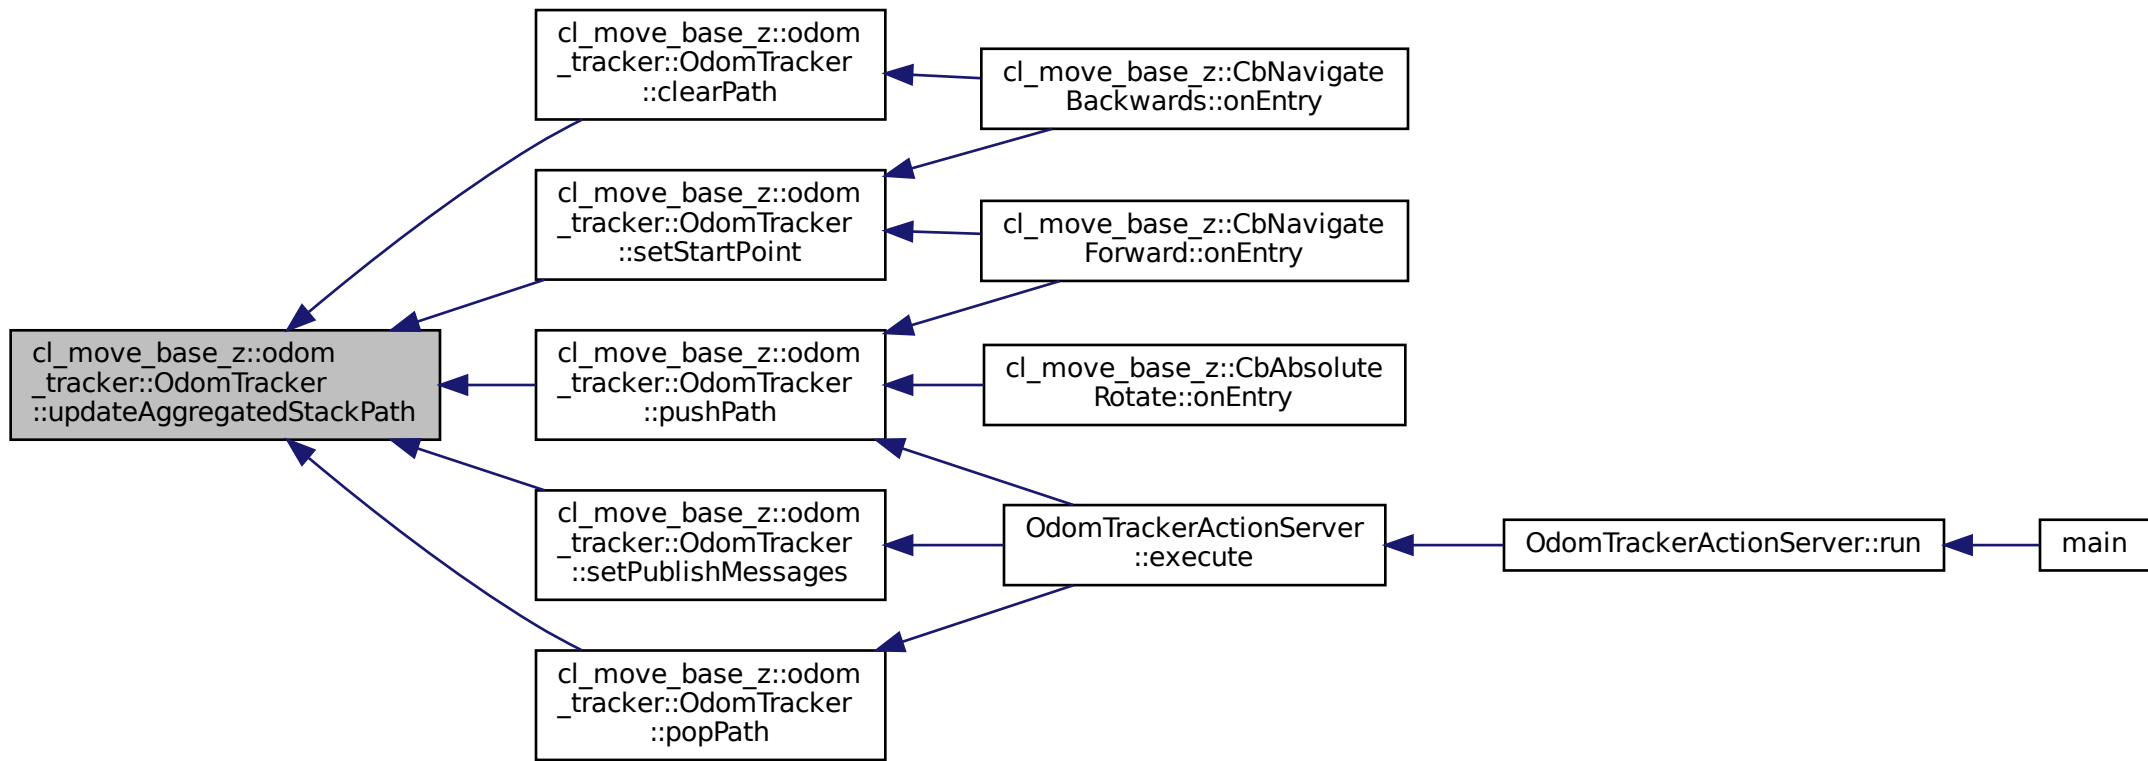 cl_move_base_z::odom
_tracker::OdomTracker
::updateAggregatedStackPath
cl_move_base_z::odom
_tracker::OdomTracker
::clearPath
cl_move_base_z::odom
_tracker::OdomTracker
::setStartPoint
cl_move_base_z::odom
_tracker::OdomTracker
::pushPath
cl_move_base_z::odom
_tracker::OdomTracker
::setPublishMessages
cl_move_base_z::odom
_tracker::OdomTracker
::popPath
cl_move_base_z::CbNavigate
Backwards::onEntry
cl_move_base_z::CbNavigate
Forward::onEntry
cl_move_base_z::CbAbsolute
Rotate::onEntry
OdomTrackerActionServer
::execute
OdomTrackerActionServer::run
main